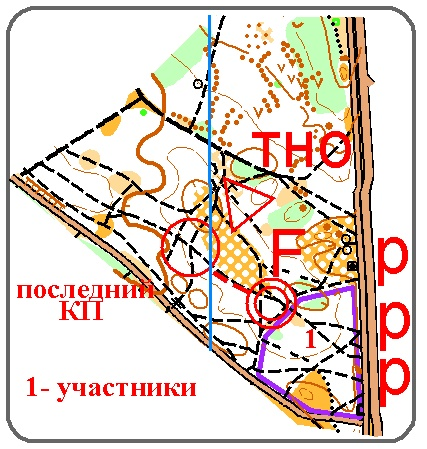 ТНО
F
р
р
р
последний
КП
1
1- участники